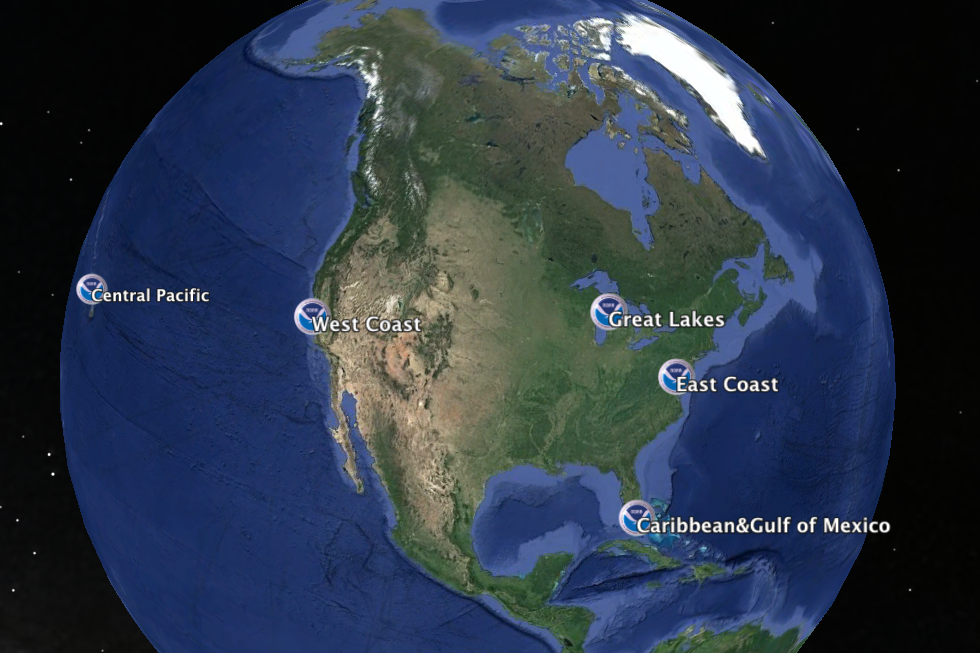 Central Pacific
West Coast
Great Lakes
East Coast
Caribbean&Gulf of Mexico